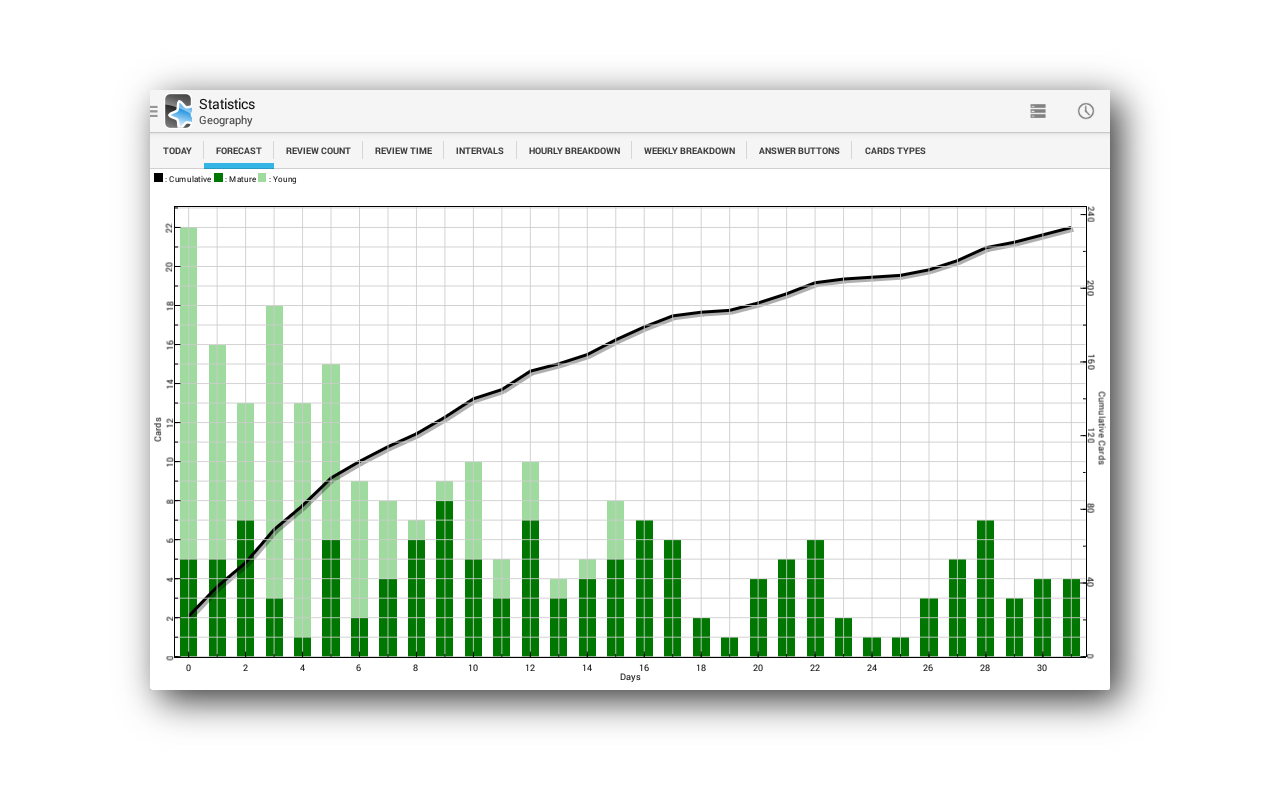 Statistics
Geography
TODAY FORECAST REVIEW COUNT REVIEW TIME INTERVALS HOURLY BREAKDOWN WEEKLY BREAKDOWN ANSWER BUTTONS CARDS TYPES
: Cumulative : Mature : Young
22
20
18
16
14
12
10
8
6
4
2
0
Cards
240
200
160
120
80
40
0
Cumulative Cards
0 2 4 6 8 10 12 14 16 18 20 22 24 26 28 30
Days